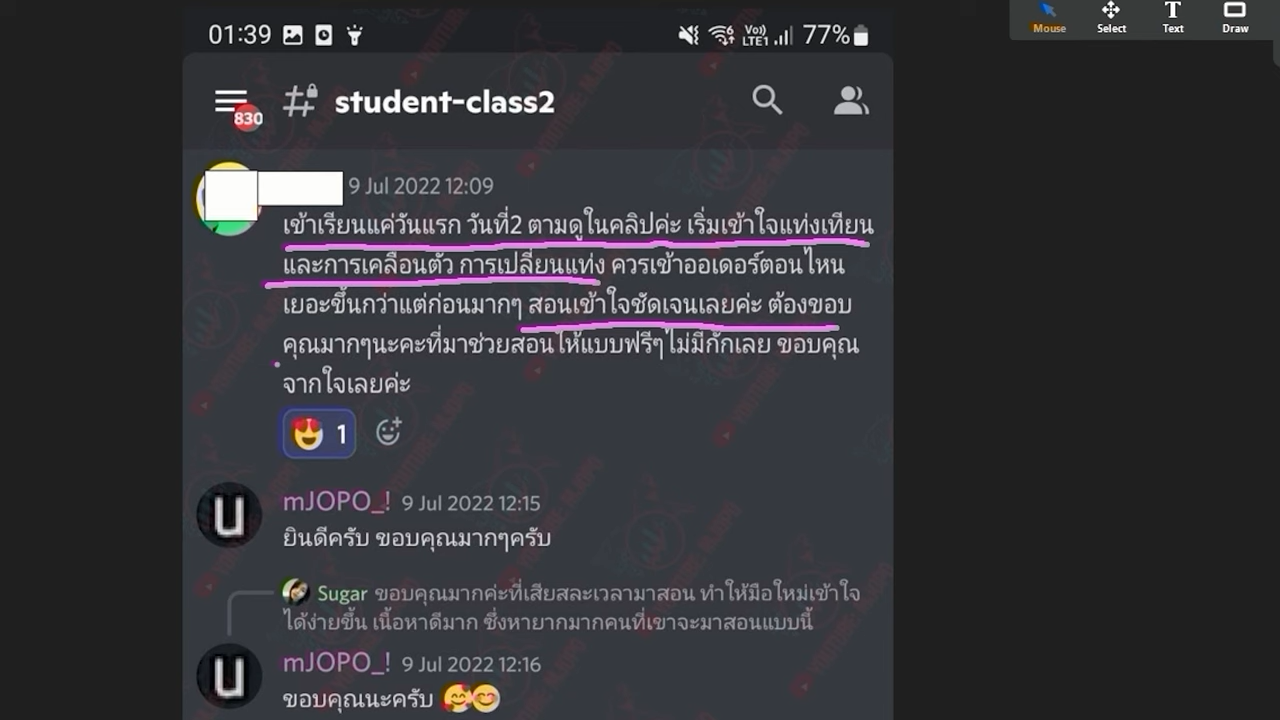 01:39
Vo)) LTE1 77%
Mouse Select Text Draw
830
student-class2
9 Jul 2022 12:09
เข้าเรียนแค่วันแรก วันที่2 ตามดูในคลิปค่ะ เริ่มเข้าใจแท่งเทียน
และการเคลื่อนตัว การเปลี่ยนแท่ง ควรเข้าออเดอร์ตอนไหน
เยอะขึ้นกว่าแต่ก่อนมากๆ สอนเข้าใจชัดเจนเลยค่ะ ต้องขอบ
คุณมากๆนะคะที่มาช่วยสอนให้แบบฟรีๆ ไม่มีกั๊กเลย ขอบคุณ
จากใจเลยค่ะ
1
mJOPO_! 9 Jul 2022 12:15
ยินดีครับ ขอบคุณมากๆครับ
Sugar ขอบคุณมากค่ะที่เสียสละเวลามาสอน ทำให้มือใหม่เข้าใจ
ได้ง่ายขึ้น เนื้อหาดีมาก ซึ่งหายากมากคนที่เขาจะมาสอนแบบนี้
mJOPO_! 9 Jul 2022 12:16
ขอบคุณนะครับ